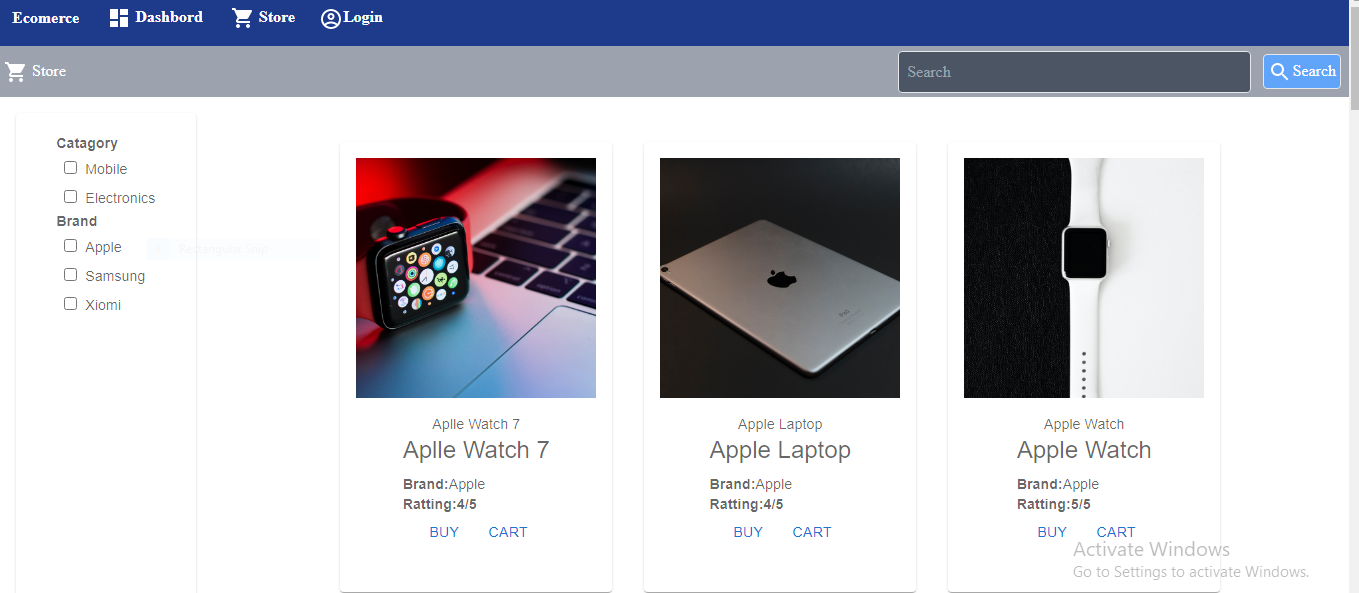 Ecomerce Dashbord Store Login
Store Search Search
Catagory
Mobile
Electronics
Brand
Apple
Rectangular Snip
Samsung
Xiomi
Aplle Watch 7
Aplle Watch 7
Brand:Apple
Ratting:4/5
BUY CART
iPad
Apple Laptop
Apple Laptop
Brand:Apple
Ratting:4/5
BUY CART
Apple Watch
Apple Watch
Brand:Apple
Ratting:5/5
BUY CART
Activate Windows
Go to Settings to activate Windows.